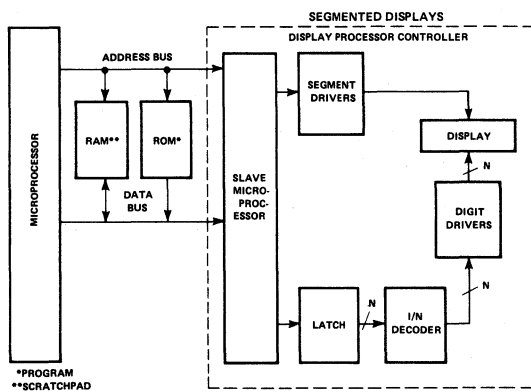 SEGMENTED DISPLAYS
DISPLAY PROCESSOR CONTROLLER
ADDRESS BUS
MICROPROCESSOR
RAM**
ROM*
DATA
BUS
SLAVE
MICRO-
PROC-
ESSOR
SEGMENT
DRIVERS
DISPLAY
N
DIGIT
DRIVERS
N
LATCH
N
I/N
DECODER
*PROGRAM
**SCRATCHPAD